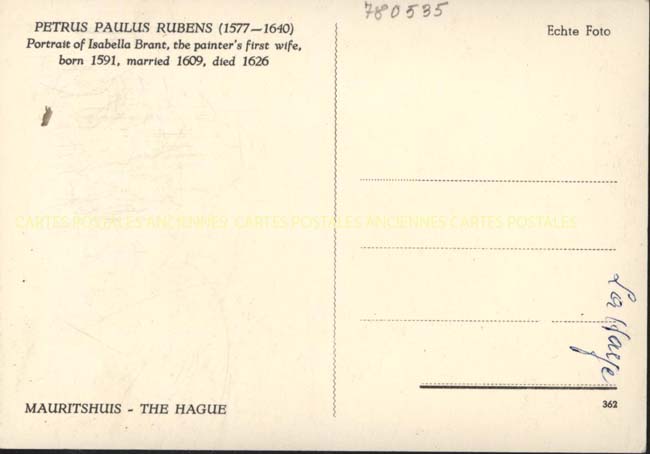 780535
PETRUS PAULUS RUBENS (1577—1640)
Portrait of Isabella Brant, the painter's first wife,
born 1591, married 1609, died 1626
Echte Foto
CARTES POSTALES ANCIENNES CARTES POSTALES ANCIENNES CARTES POSTALES
La Haye
MAURITSHUIS - THE HAGUE
362